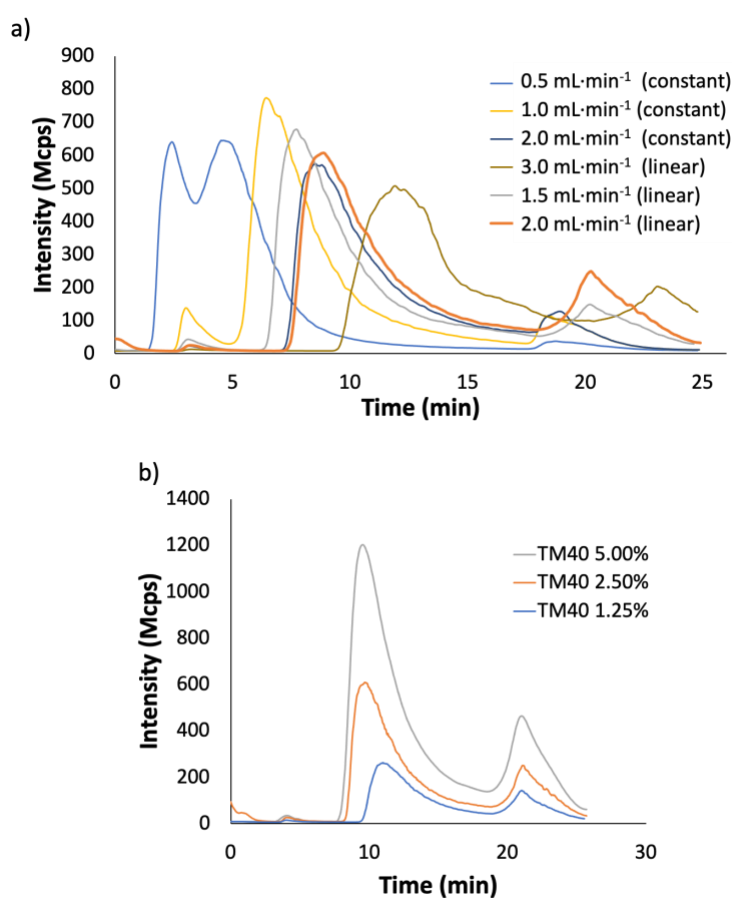 a)
900
800
700
600
500
400
300
200
100
0
Intensity (Mcps)
0.5 mL·min⁻¹ (constant)
1.0 mL·min⁻¹ (constant)
2.0 mL·min⁻¹ (constant)
3.0 mL·min⁻¹ (linear)
1.5 mL·min⁻¹ (linear)
2.0 mL·min⁻¹ (linear)
0 5 10 15 20 25
Time (min)
b)
1400
1200
1000
800
600
400
200
0
Intensity (Mcps)
TM40 5.00%
TM40 2.50%
TM40 1.25%
0 10 20 30
Time (min)